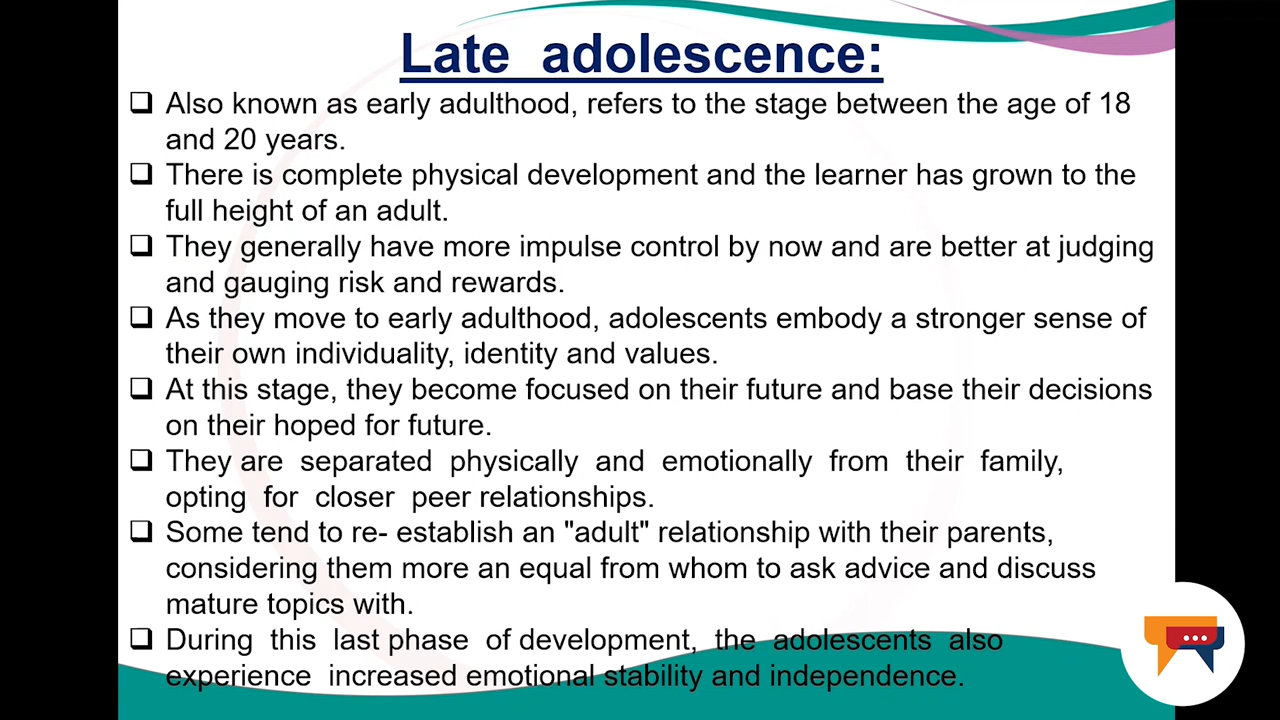 Late adolescence:
❑ Also known as early adulthood, refers to the stage between the age of 18
and 20 years.
❑ There is complete physical development and the learner has grown to the
full height of an adult.
❑ They generally have more impulse control by now and are better at judging
and gauging risk and rewards.
❑ As they move to early adulthood, adolescents embody a stronger sense of
their own individuality, identity and values.
❑ At this stage, they become focused on their future and base their decisions
on their hoped for future.
❑ They are separated physically and emotionally from their family,
opting for closer peer relationships.
❑ Some tend to re- establish an "adult" relationship with their parents,
considering them more an equal from whom to ask advice and discuss
mature topics with.
❑ During this last phase of development, the adolescents also
experience increased emotional stability and independence.